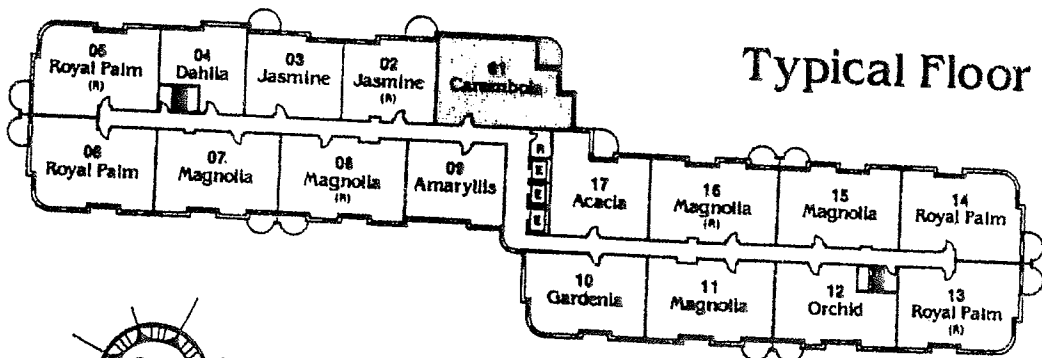 Typical Floor
05
Royal Palm
(R)
04
Dahlia
03
Jasmine
02
Jasmine
(R)
01
Carambola
06
Royal Palm
07
Magnolia
08
Magnolia
(R)
09
Amaryllis
R
E
E
E
17
Acacia
16
Magnolia
(R)
15
Magnolia
14
Royal Palm
10
Gardenia
11
Magnolia
12
Orchid
13
Royal Palm
(R)